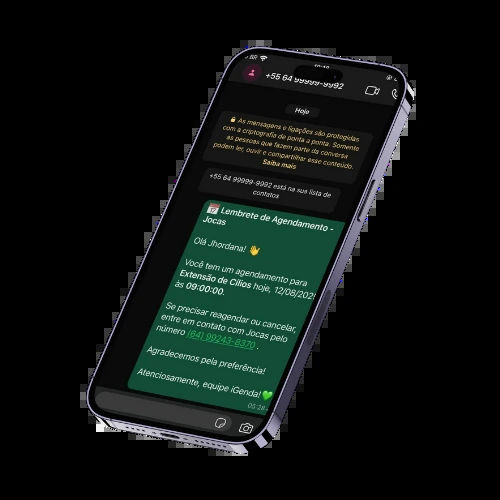 +55 64 99999-9992
Hoje
As mensagens e ligações são protegidas
com a criptografia de ponta a ponta. Somente
as pessoas que fazem parte da conversa
podem ler, ouvir e compartilhar esse conteúdo.
Saiba mais
+55 64 99999-9992 está na sua lista de
contatos
📅 Lembrete de Agendamento -
Jocas
Olá Jhordana! 👋
Você tem um agendamento para
Extensão de Cílios hoje, 12/08/202
às 09:00:00.
Se precisar reagendar ou cancelar,
entre em contato com Jocas pelo
número (64) 99243-8370 .
Agradecemos pela preferência!
Atenciosamente, equipe iGenda!💚